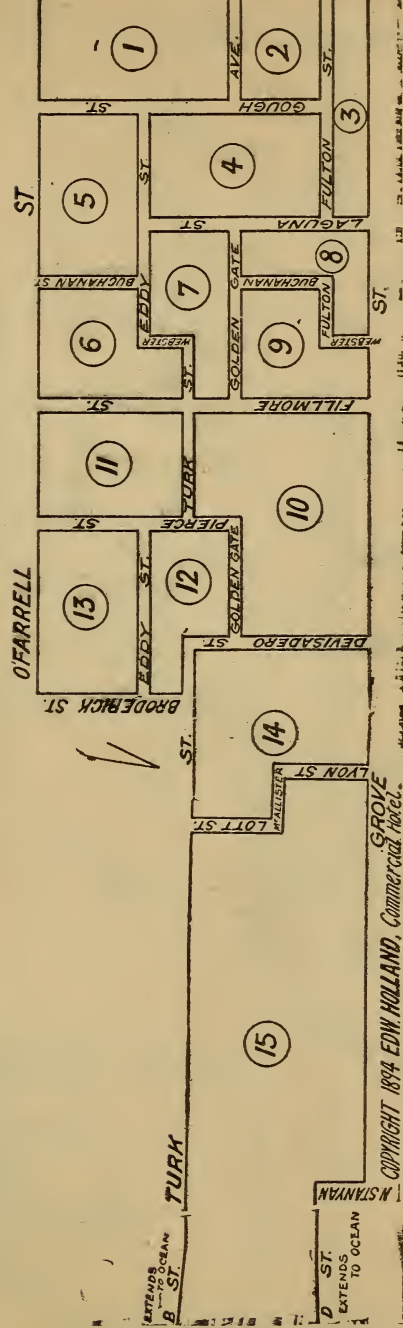 1
2
3
AVE.
ST.
ST.
GOUGH
ST
5
ST.
4
FULTON
LAGUNA
ST
BUCHANAN ST
EDDY
7
GOLDEN GATE
BUCHANAN
8
6
WEBSTER
ST.
9
FULTON
WEBSTER
ST.
ST.
FILLMORE
11
TURK
10
ST.
PIERCE
O'FARRELL
13
EDDY ST.
12
GOLDEN GATE
BRODERICK ST.
ST.
DEVISADERO
ST.
14
LYON ST
LOTT ST.
McALLISTER
GROVE
COPYRIGHT 1894 EDW. HOLLAND, Commercial Hotel.
15
TURK
N STANYAN
EXTENDS
TO OCEAN
B ST.
D ST.
EXTENDS
TO OCEAN